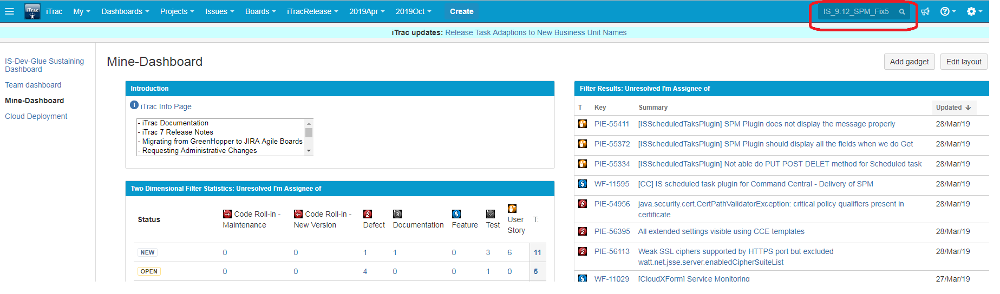 iTrac iTrac My Dashboards Projects Issues Boards iTracRelease 2019Apr 2019Oct Create IS_9.12_SPM_Fix5
iTrac updates: Release Task Adaptions to New Business Unit Names
IS-Dev-Glue Sustaining
Dashboard
Team dashboard
Mine-Dashboard
Cloud Deployment
Mine-Dashboard
Add gadget Edit layout
Introduction
iTrac Info Page
- iTrac Documentation
- iTrac 7 Release Notes
- Migrating from GreenHopper to JIRA Agile Boards
- Requesting Administrative Changes
Two Dimensional Filter Statistics: Unresolved I'm Assignee of
Status Code Roll-in - Maintenance Code Roll-in - New Version Defect Documentation Feature Test User Story T:
NEW 0 0 1 1 0 3 6 11
OPEN 0 0 4 0 0 1 0 5
Filter Results: Unresolved I'm Assignee of
T Key Summary Updated
PIE-55411 [ISScheduledTaksPlugin] SPM Plugin does not display the message properly 28/Mar/19
PIE-55372 [ISScheduledTaksPlugin] SPM Plugin should display all the fields when we do Get 28/Mar/19
PIE-55334 [ISScheduledTaksPlugin] Not able do PUT POST DELET method for Scheduled task 28/Mar/19
WF-11595 [CC] IS scheduled task plugin for Command Central - Delivery of SPM 28/Mar/19
PIE-54956 java.security.cert.CertPathValidatorException: critical policy qualifiers present in 28/Mar/19
certificate
PIE-56395 All extended settings visible using CCE templates 28/Mar/19
PIE-56113 Weak SSL ciphers supported by HTTPS port but excluded 28/Mar/19
watt.net.jsse.server.enabledCipherSuiteList
WF-11029 [CloudXForm] Service Monitoring 27/Mar/19